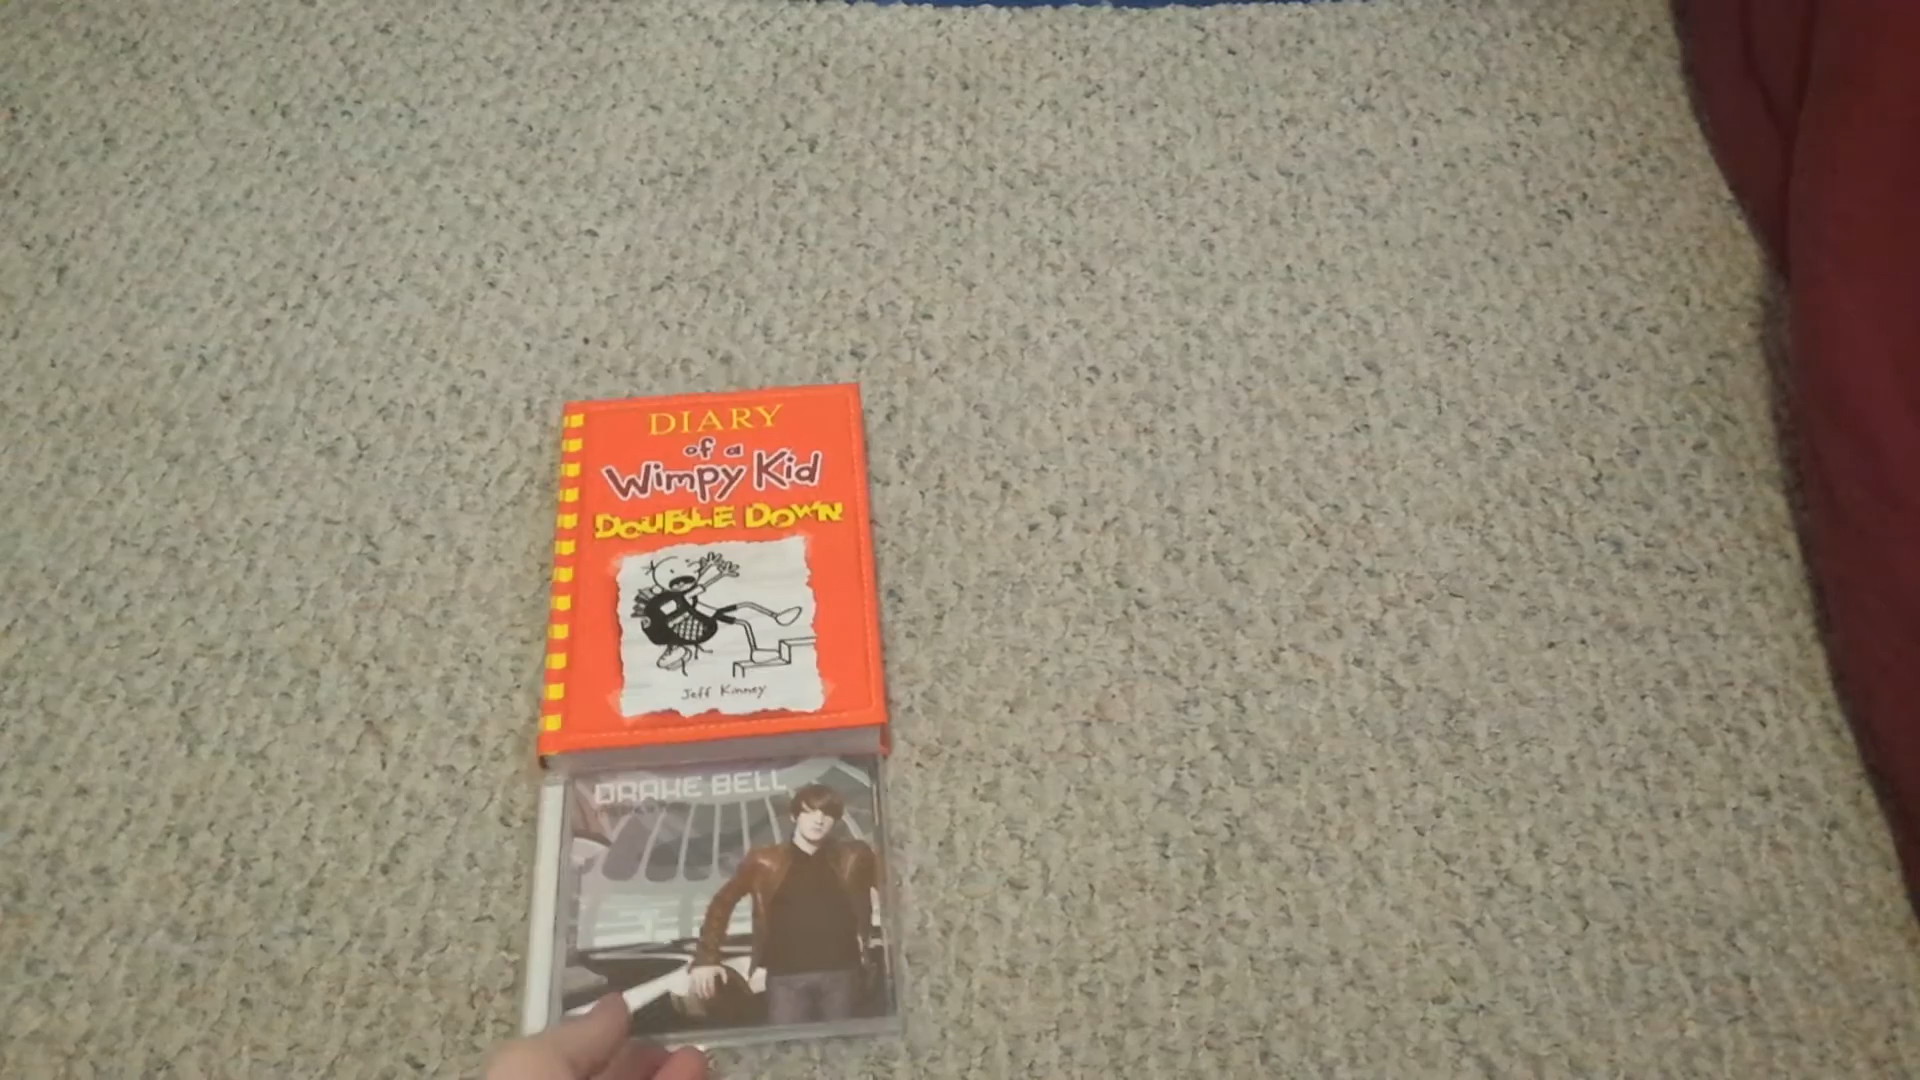 DIARY
of a
Wimpy Kid
DOUBLE DOWN
Jeff Kinney
DRAKE BELL